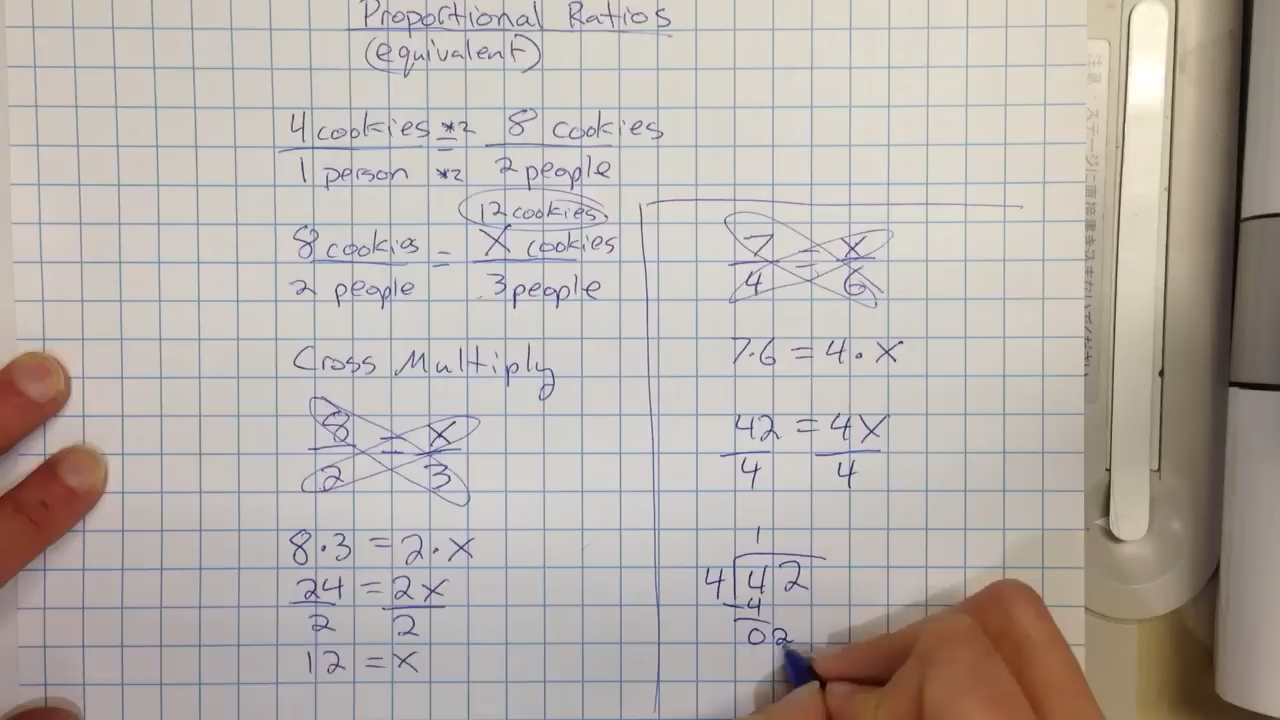 Proportional Ratios
(equivalent)
4 cookies *2 = 8 cookies
1 person *2 2 people
12 cookies
8 cookies = X cookies
2 people 3 people
Cross Multiply
8 = X
2 3
8·3 = 2·X
24 = 2X
2 2
12 = X
7 = X
4 6
7·6 = 4·X
42 = 4X
4 4
1
4 42
-4
02